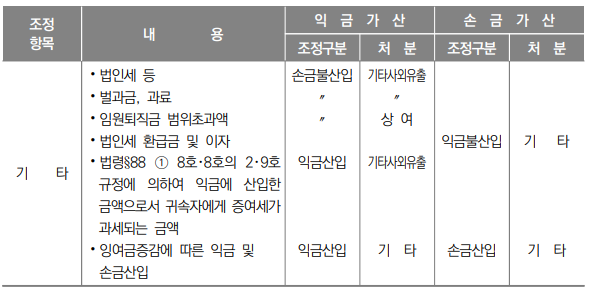 조정 항목 내 용 익 금 가 산 손 금 가 산
조정구분 처 분 조정구분 처 분
기 타
• 법인세 등 손금불산입 기타사외유출
• 벌과금, 과료 〃 〃
• 임원퇴직금 범위초과액 〃 상 여
• 법인세 환급금 및 이자 익금불산입 기 타
• 법령§88 ① 8호·8호의 2·9호 익금산입 기타사외유출
규정에 의하여 익금에 산입한
금액으로서 귀속자에게 증여세가
과세되는 금액
• 잉여금증감에 따른 익금 및 익금산입 기 타 손금산입 기 타
손금산입